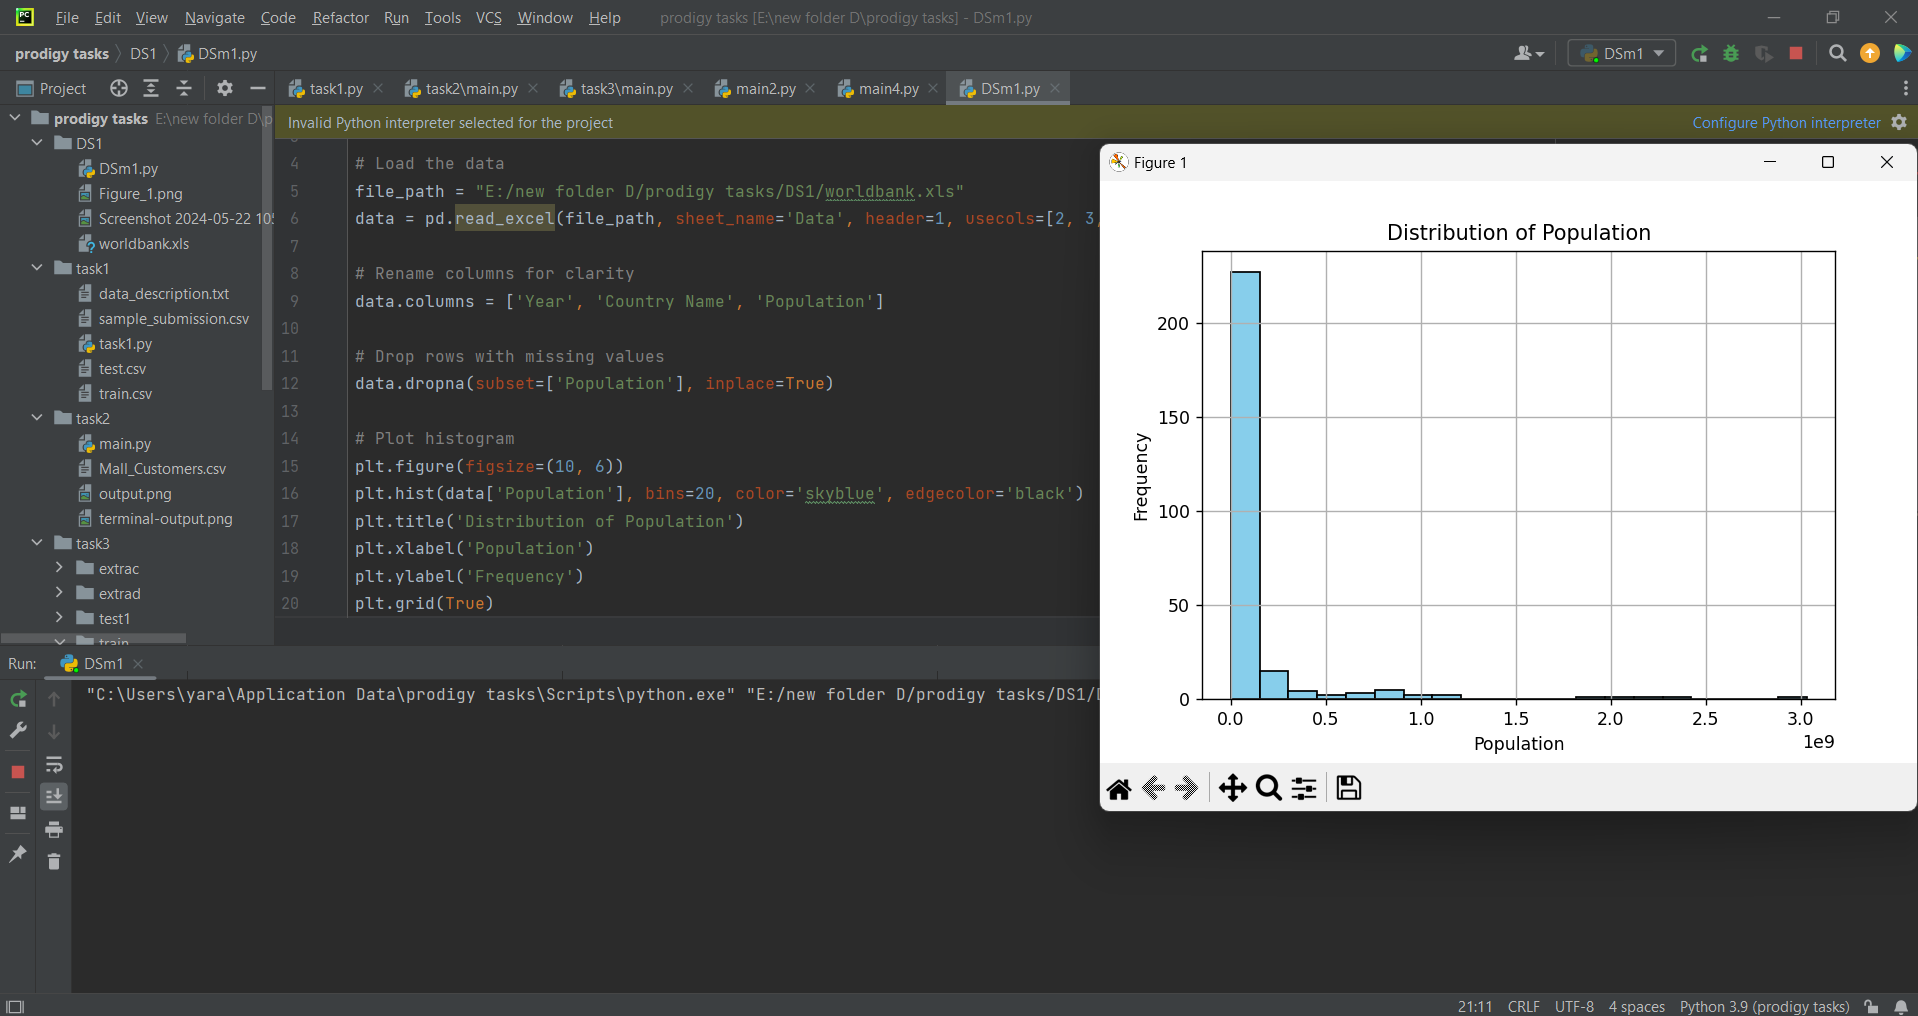 PC File Edit View Navigate Code Refactor Run Tools VCS Window Help prodigy tasks [E:\new folder D\prodigy tasks] - DSm1.py
prodigy tasks DS1 DSm1.py
DSm1
Project
task1.py task2\main.py task3\main.py main2.py main4.py DSm1.py
prodigy tasks E:\new folder D\p
DS1
DSm1.py
Figure_1.png
Screenshot 2024-05-22 10
worldbank.xls
task1
data_description.txt
sample_submission.csv
task1.py
test.csv
train.csv
task2
main.py
Mall_Customers.csv
output.png
terminal-output.png
task3
extrac
extrad
test1
train
Invalid Python interpreter selected for the project Configure Python interpreter
4 # Load the data
5 file_path = "E:/new folder D/prodigy tasks/DS1/worldbank.xls"
6 data = pd.read_excel(file_path, sheet_name='Data', header=1, usecols=[2, 3,
7
8 # Rename columns for clarity
9 data.columns = ['Year', 'Country Name', 'Population']
10
11 # Drop rows with missing values
12 data.dropna(subset=['Population'], inplace=True)
13
14 # Plot histogram
15 plt.figure(figsize=(10, 6))
16 plt.hist(data['Population'], bins=20, color='skyblue', edgecolor='black')
17 plt.title('Distribution of Population')
18 plt.xlabel('Population')
19 plt.ylabel('Frequency')
20 plt.grid(True)
Figure 1
Distribution of Population
Frequency
200
150
100
50
0
0.0 0.5 1.0 1.5 2.0 2.5 3.0
1e9
Population
Run: DSm1
"C:\Users\yara\Application Data\prodigy tasks\Scripts\python.exe" "E:/new folder D/prodigy tasks/DS1/
21:11 CRLF UTF-8 4 spaces Python 3.9 (prodigy tasks)